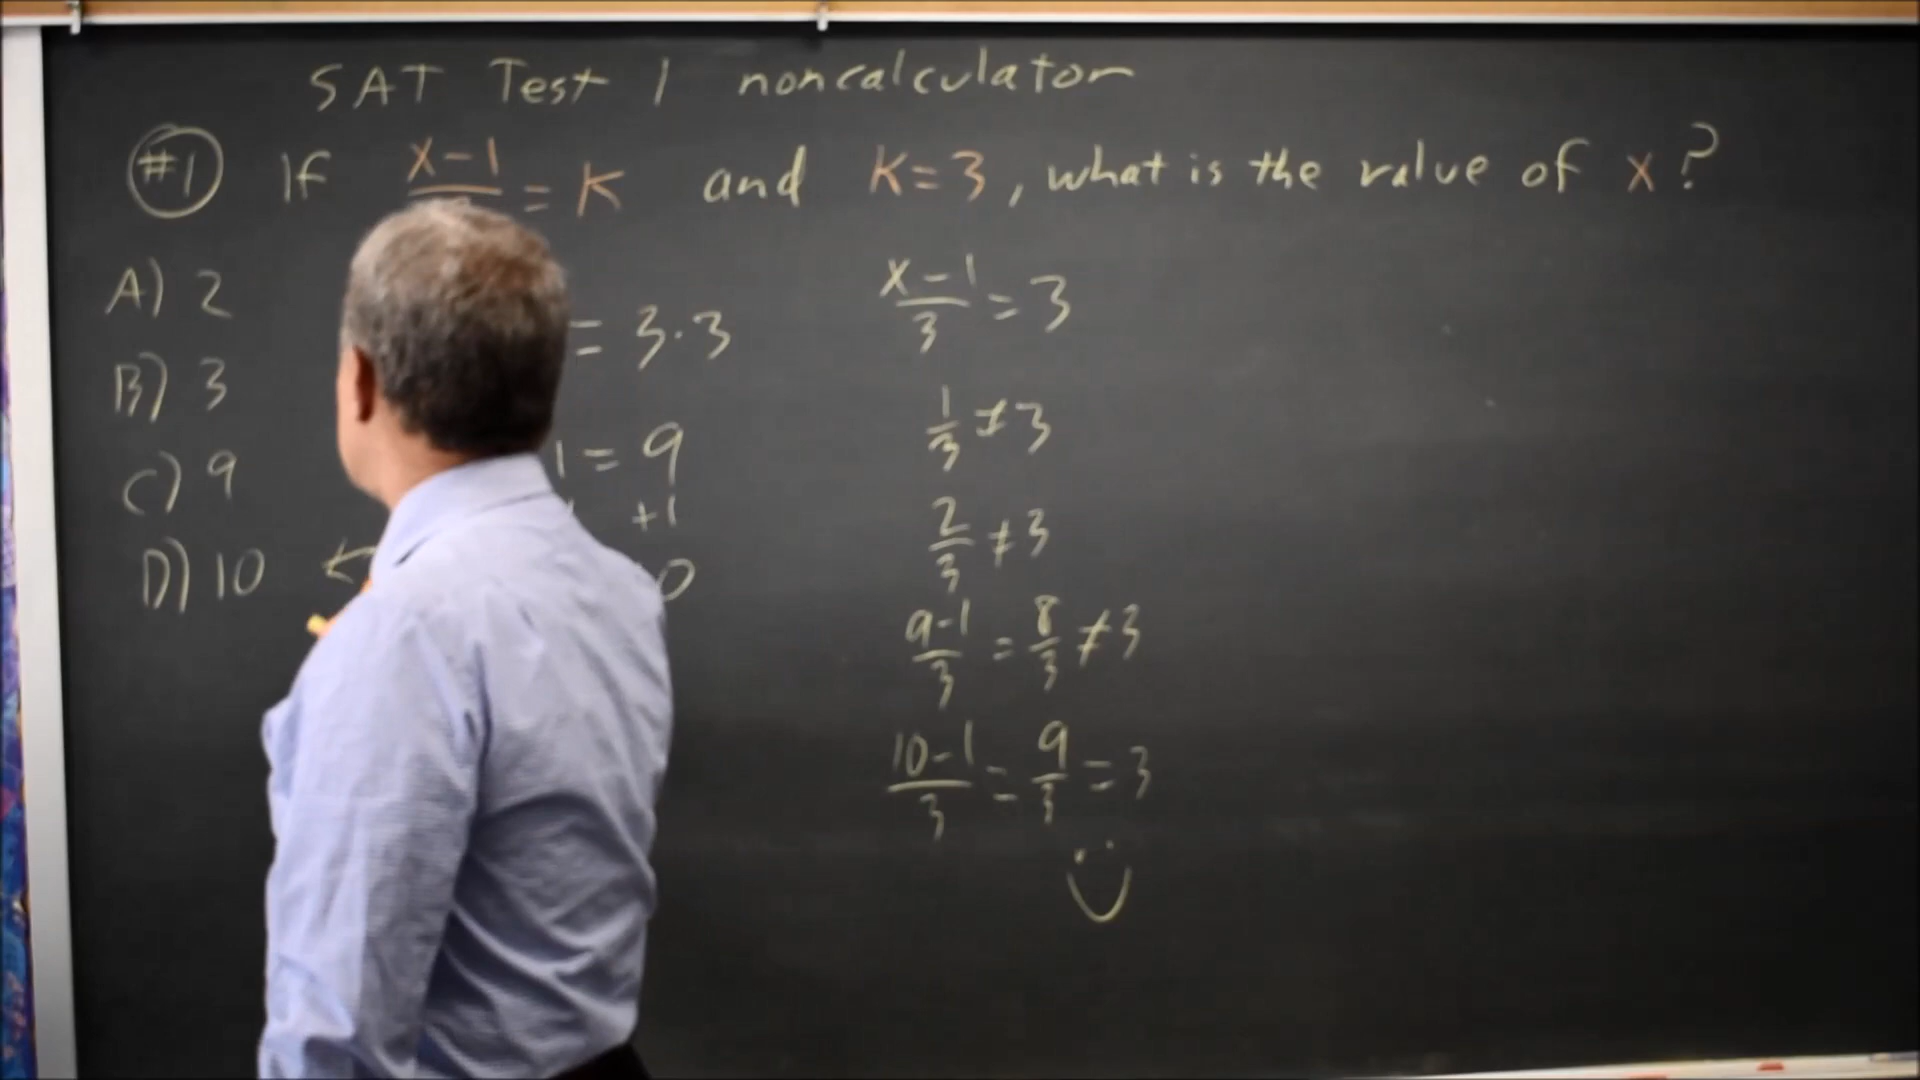 SAT Test 1 noncalculator
#1 If x-1 = K and K=3, what is the value of x?
A) 2
B) 3
C) 9
D) 10 ←
= 3·3
1 = 9
+1
0
x-1/3 = 3
1/3 ≠ 3
2/3 ≠ 3
9-1/3 = 8/3 ≠ 3
10-1/3 = 9/3 = 3